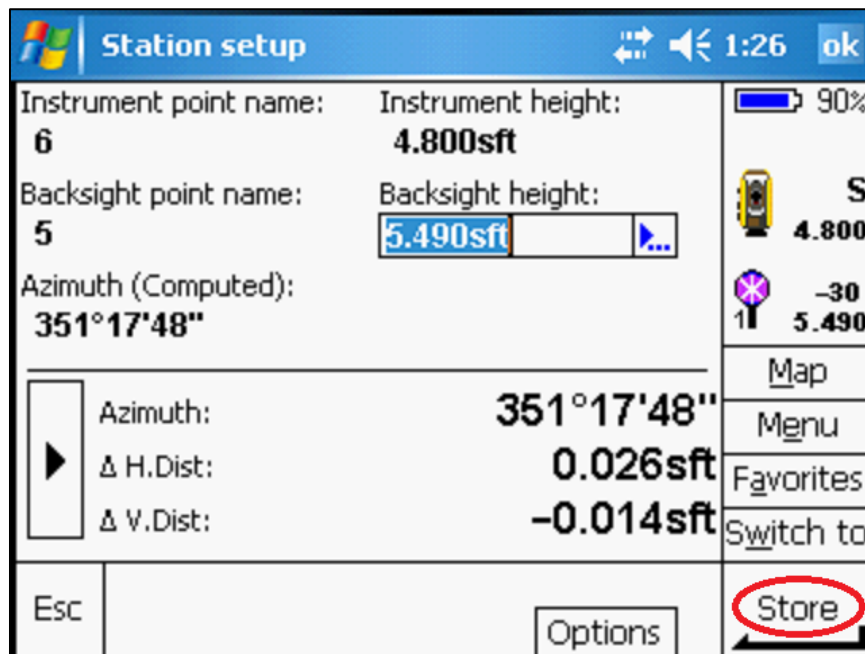 Station setup 1:26 ok
Instrument point name: Instrument height: 90%
6 4.800sft
S
Backsight point name: Backsight height:
5 5.490sft 4.800
Azimuth (Computed): -30
351°17'48" 1 5.490
Map
Azimuth: 351°17'48"
Menu
Δ H.Dist: 0.026sft
Favorites
Δ V.Dist: -0.014sft
Switch to
Esc Store
Options